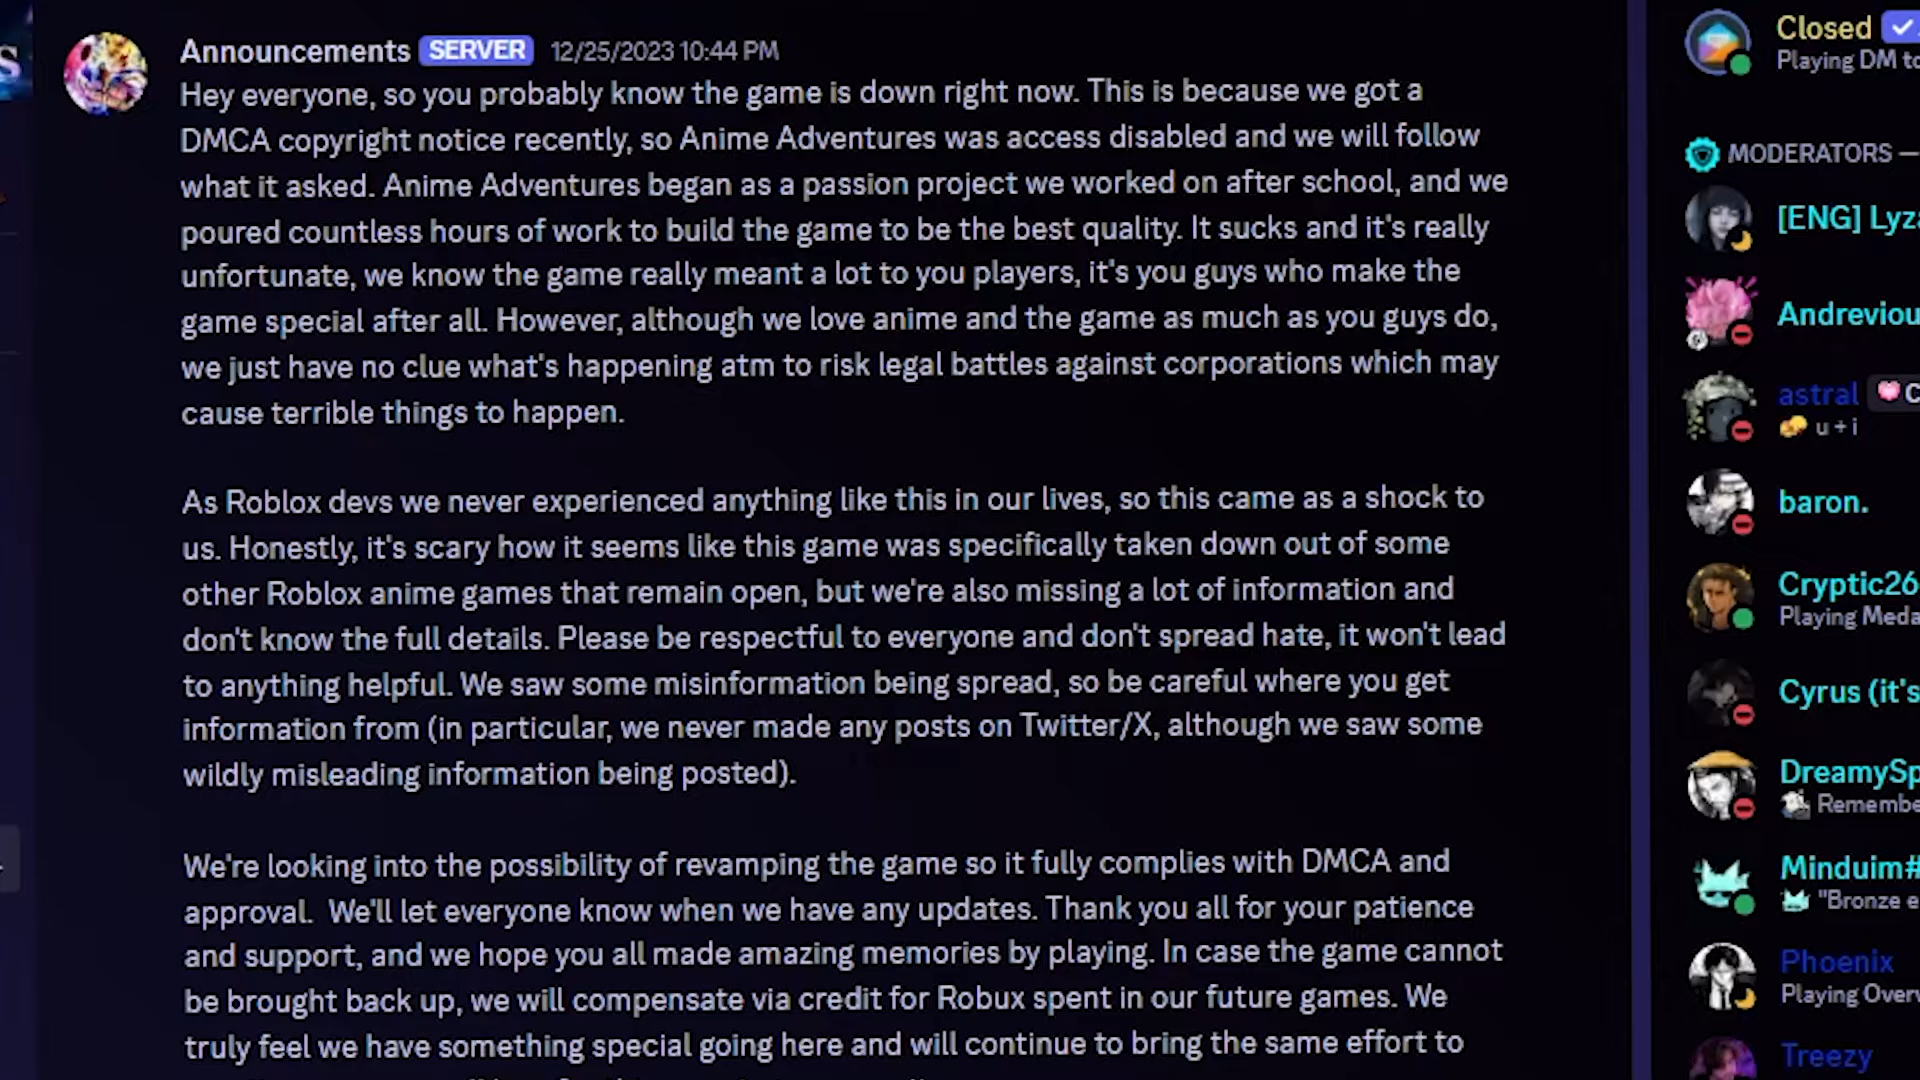 Announcements SERVER 12/25/2023 10:44 PM
Hey everyone, so you probably know the game is down right now. This is because we got a
DMCA copyright notice recently, so Anime Adventures was access disabled and we will follow
what it asked. Anime Adventures began as a passion project we worked on after school, and we
poured countless hours of work to build the game to be the best quality. It sucks and it's really
unfortunate, we know the game really meant a lot to you players, it's you guys who make the
game special after all. However, although we love anime and the game as much as you guys do,
we just have no clue what's happening atm to risk legal battles against corporations which may
cause terrible things to happen.
As Roblox devs we never experienced anything like this in our lives, so this came as a shock to
us. Honestly, it's scary how it seems like this game was specifically taken down out of some
other Roblox anime games that remain open, but we're also missing a lot of information and
don't know the full details. Please be respectful to everyone and don't spread hate, it won't lead
to anything helpful. We saw some misinformation being spread, so be careful where you get
information from (in particular, we never made any posts on Twitter/X, although we saw some
wildly misleading information being posted).
We're looking into the possibility of revamping the game so it fully complies with DMCA and
approval. We'll let everyone know when we have any updates. Thank you all for your patience
and support, and we hope you all made amazing memories by playing. In case the game cannot
be brought back up, we will compensate via credit for Robux spent in our future games. We
truly feel we have something special going here and will continue to bring the same effort to
Closed
Playing DM to
MODERATORS —
[ENG] Lyza
Andreviou
astral C
u + i
baron.
Cryptic26
Playing Meda
Cyrus (it's
DreamySp
Remembe
Minduim#
"Bronze e
Phoenix
Playing Overw
Treezy